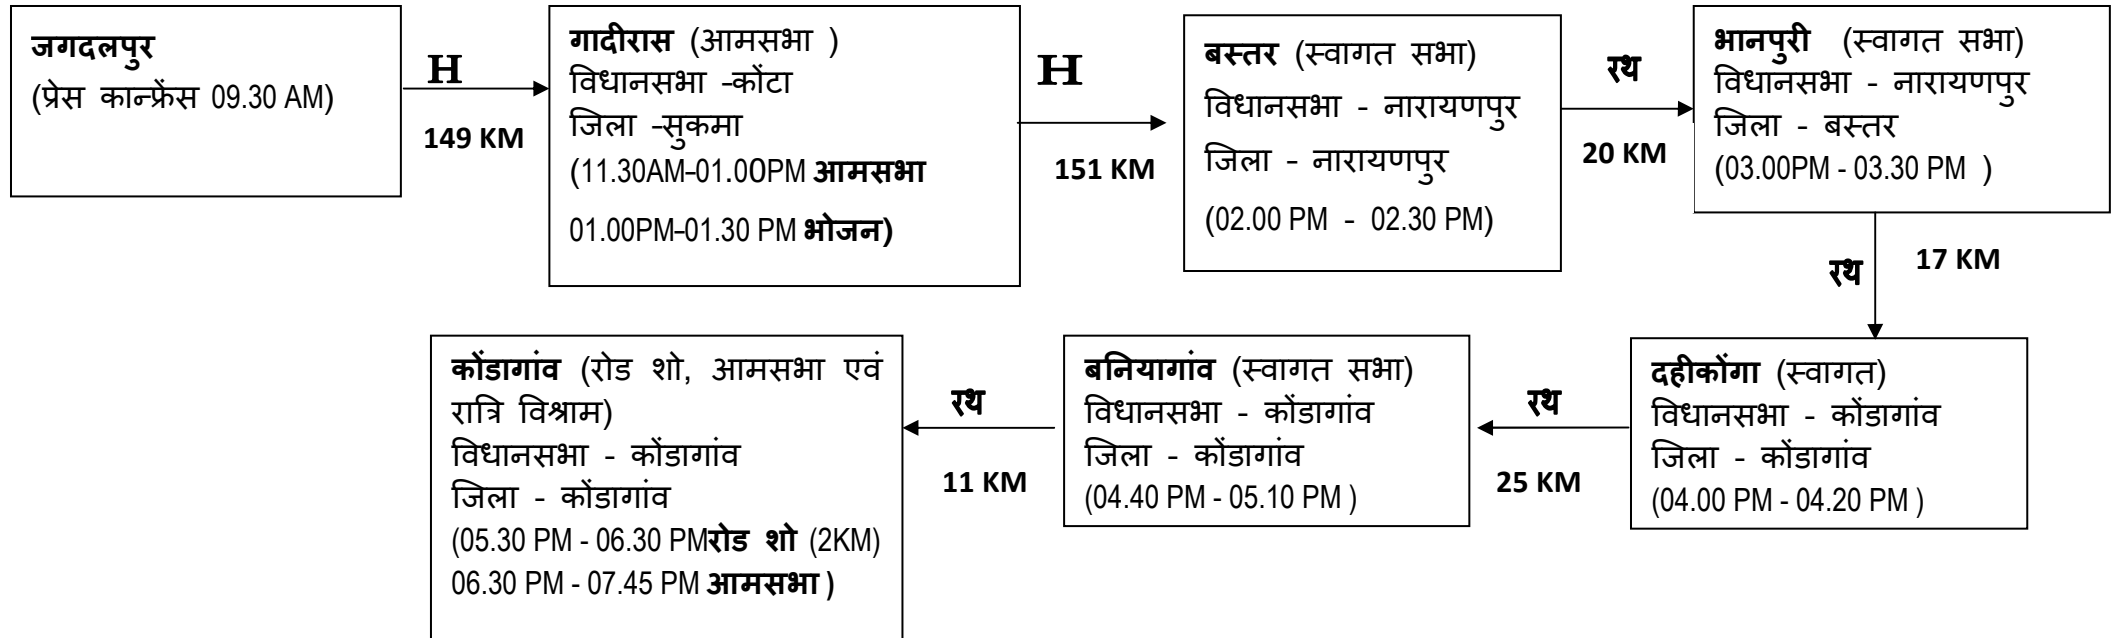 जगदलपुर
(प्रेस कान्फ्रेंस 09.30 AM)
H
149 KM
गादीरास (आमसभा )
विधानसभा -कोंटा
जिला -सुकमा
(11.30AM-01.00PM आमसभा
01.00PM-01.30 PM भोजन)
H
151 KM
बस्तर (स्वागत सभा)
विधानसभा - नारायणपुर
जिला - नारायणपुर
(02.00 PM - 02.30 PM)
रथ
20 KM
भानपुरी (स्वागत सभा)
विधानसभा - नारायणपुर
जिला - बस्तर
(03.00PM - 03.30 PM )
रथ
17 KM
दहीकोंगा (स्वागत)
विधानसभा - कोंडागांव
जिला - कोंडागांव
(04.00 PM - 04.20 PM )
रथ
25 KM
बनियागांव (स्वागत सभा)
विधानसभा - कोंडागांव
जिला - कोंडागांव
(04.40 PM - 05.10 PM )
रथ
11 KM
कोंडागांव (रोड शो, आमसभा एवं
रात्रि विश्राम)
विधानसभा - कोंडागांव
जिला - कोंडागांव
(05.30 PM - 06.30 PMरोड शो (2KM)
06.30 PM - 07.45 PM आमसभा )